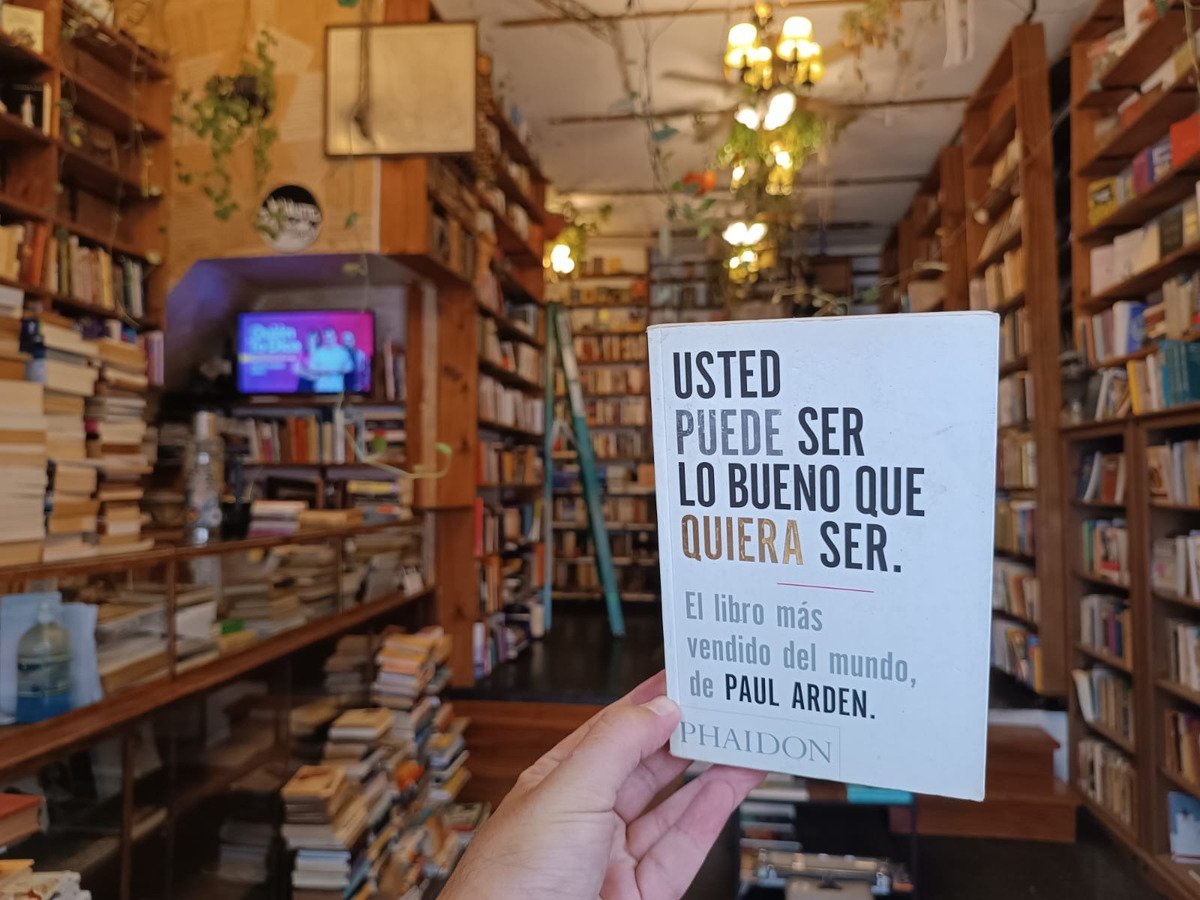 USTED
PUEDE SER
LO BUENO QUE
QUIERA SER.
El libro más
vendido del mundo,
de PAUL ARDEN.
PHAIDON